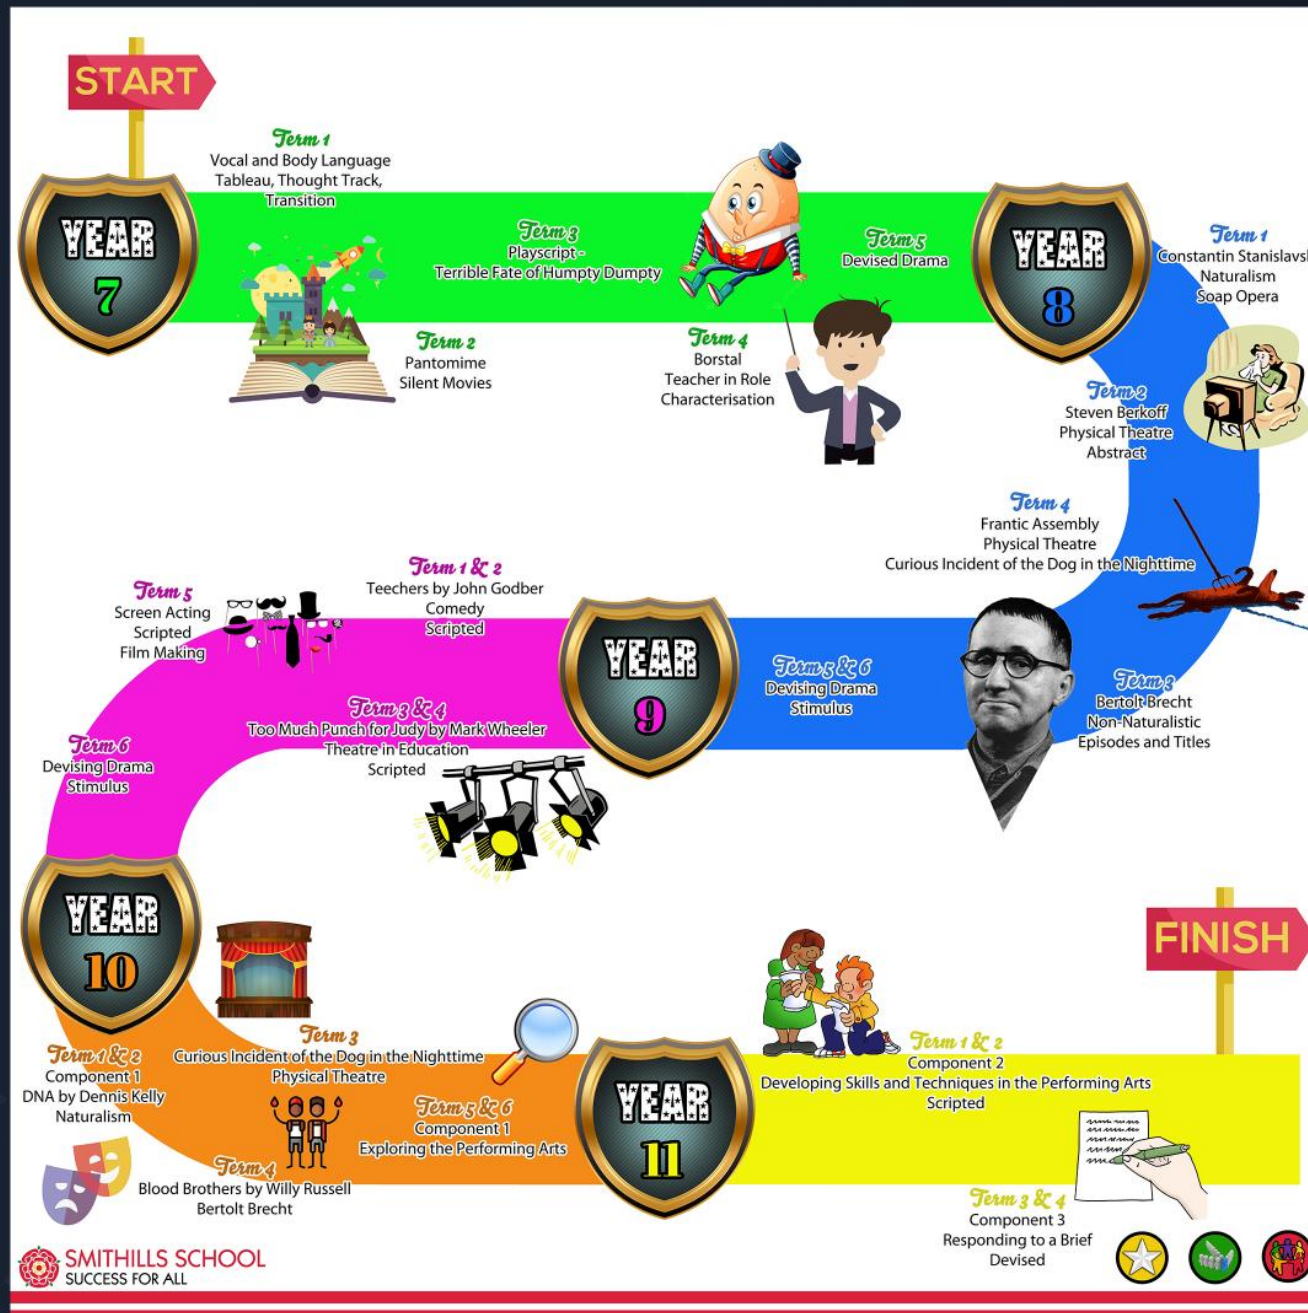 START
Term 1
Vocal and Body Language
Tableau, Thought Track,
Transition
YEAR
7
Term 2
Pantomime
Silent Movies
Term 3
Playscript -
Terrible Fate of Humpty Dumpty
Term 4
Borstal
Teacher in Role
Characterisation
Term 5
Devised Drama
YEAR
8
Term 1
Constantin
Naturalism
Soap Opera
Term 2
Steven Berkoff
Physical Theatre
Abstract
Term 3
Bertolt Brecht
Non-Naturalistic
Episodes and Titles
Term 4
Frantic Assembly
Physical Theatre
Curious Incident of the Dog in the Nighttime
Term 5 & 6
Devising Drama
Stimulus
YEAR
9
Term 1 & 2
Teechers by John Godber
Comedy
Scripted
Term 3 & 4
Too Much Punch for Judy by Mark Wheeler
Theatre in Education
Scripted
Term 5
Screen Acting
Scripted
Film Making
Term 6
Devising Drama
Stimulus
YEAR
10
Term 1 & 2
Component 1
DNA by Dennis Kelly
Naturalism
Term 3
Curious Incident of the Dog in the Nighttime
Physical Theatre
Term 4
Blood Brothers by Willy Russell
Bertolt Brecht
Term 5 & 6
Component 1
Exploring the Performing Arts
YEAR
11
Term 1 & 2
Component 2
Developing Skills and Techniques in the Performing Arts
Scripted
Term 3 & 4
Component 3
Responding to a Brief
Devised
FINISH
SMITHILLS SCHOOL
SUCCESS FOR ALL